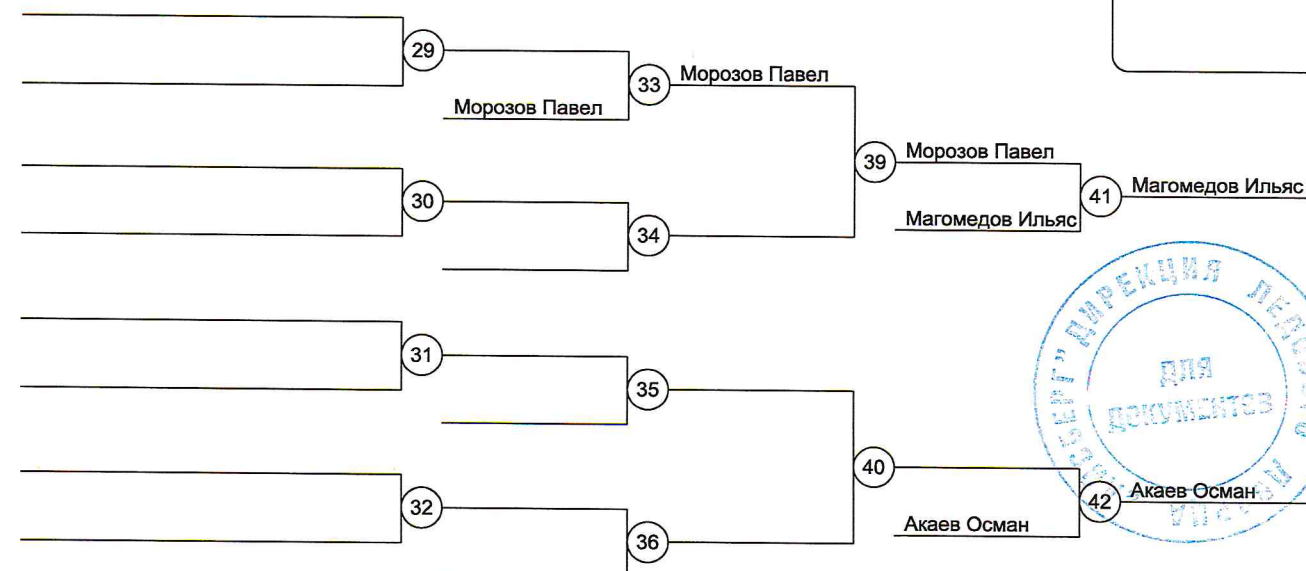 29
33
Морозов Павел
Морозов Павел
39
Морозов Павел
30
41
Магомедов Ильяс
34
Магомедов Ильяс
31
35
40
32
42
Акаев Осман
36
Акаев Осман
ДИРЕКЦИЯ
ДЛЯ
ДОКУМЕНТОВ